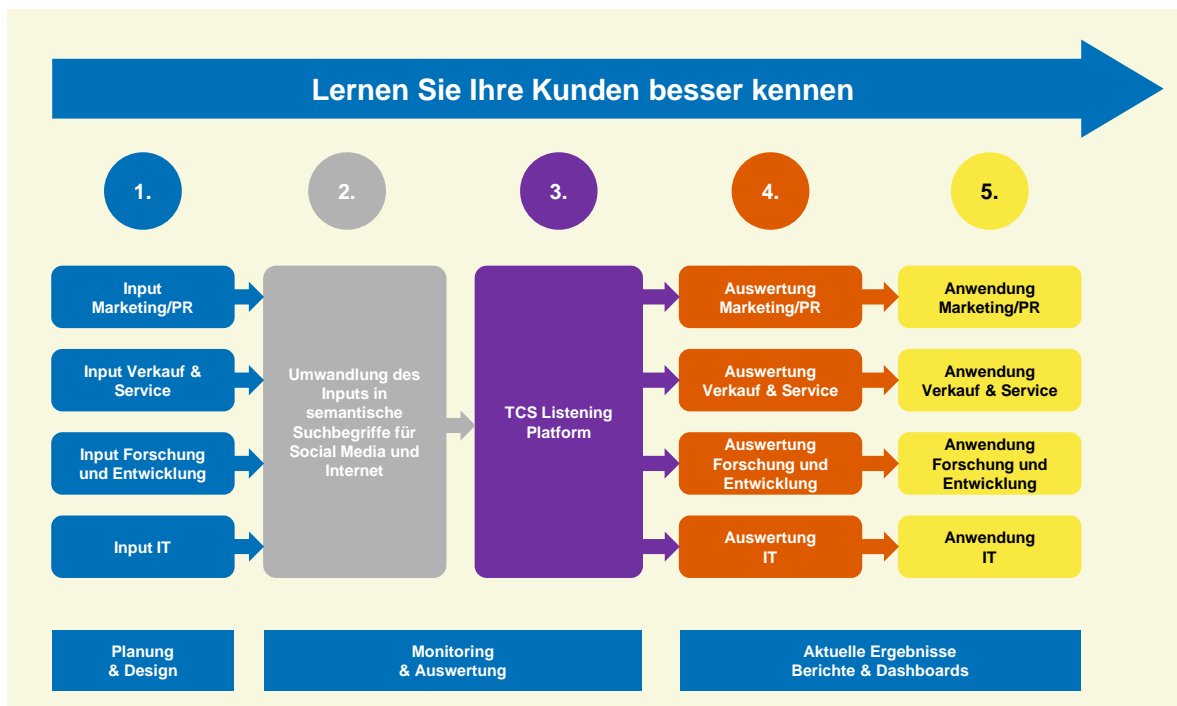 Lernen Sie Ihre Kunden besser kennen
1.
2.
3.
4.
5.
Input
Marketing/PR
Input Verkauf &
Service
Input Forschung
und Entwicklung
Input IT
Umwandlung des
Inputs in
semantische
Suchbegriffe für
Social Media und
Internet
TCS Listening
Platform
Auswertung
Marketing/PR
Auswertung
Verkauf & Service
Auswertung
Forschung und
Entwicklung
Auswertung
IT
Anwendung
Marketing/PR
Anwendung
Verkauf & Service
Anwendung
Forschung und
Entwicklung
Anwendung
IT
Planung
& Design
Monitoring
& Auswertung
Aktuelle Ergebnisse
Berichte & Dashboards